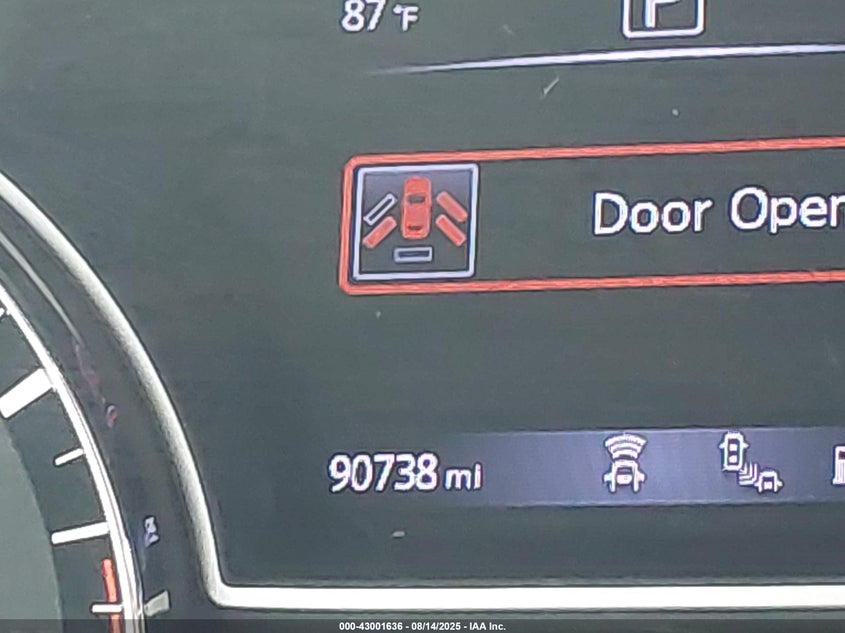 87°F
P
Door Open
90738 mi
000-43001636 - 08/14/2025 - IAA Inc.